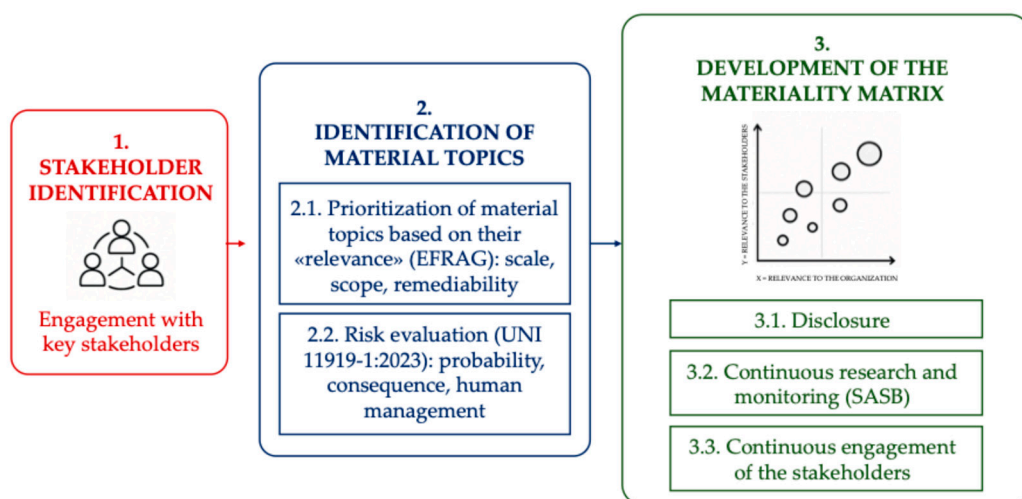 1.
STAKEHOLDER
IDENTIFICATION
Engagement with
key stakeholders
2.
IDENTIFICATION OF
MATERIAL TOPICS
2.1. Prioritization of material
topics based on their
«relevance» (EFRAG): scale,
scope, remediability
2.2. Risk evaluation (UNI
11919-1:2023): probability,
consequence, human
management
3.
DEVELOPMENT OF THE
MATERIALITY MATRIX
Y = RELEVANCE TO THE STAKEHOLDERS
X = RELEVANCE TO THE ORGANIZATION
3.1. Disclosure
3.2. Continuous research and
monitoring (SASB)
3.3. Continuous engagement
of the stakeholders